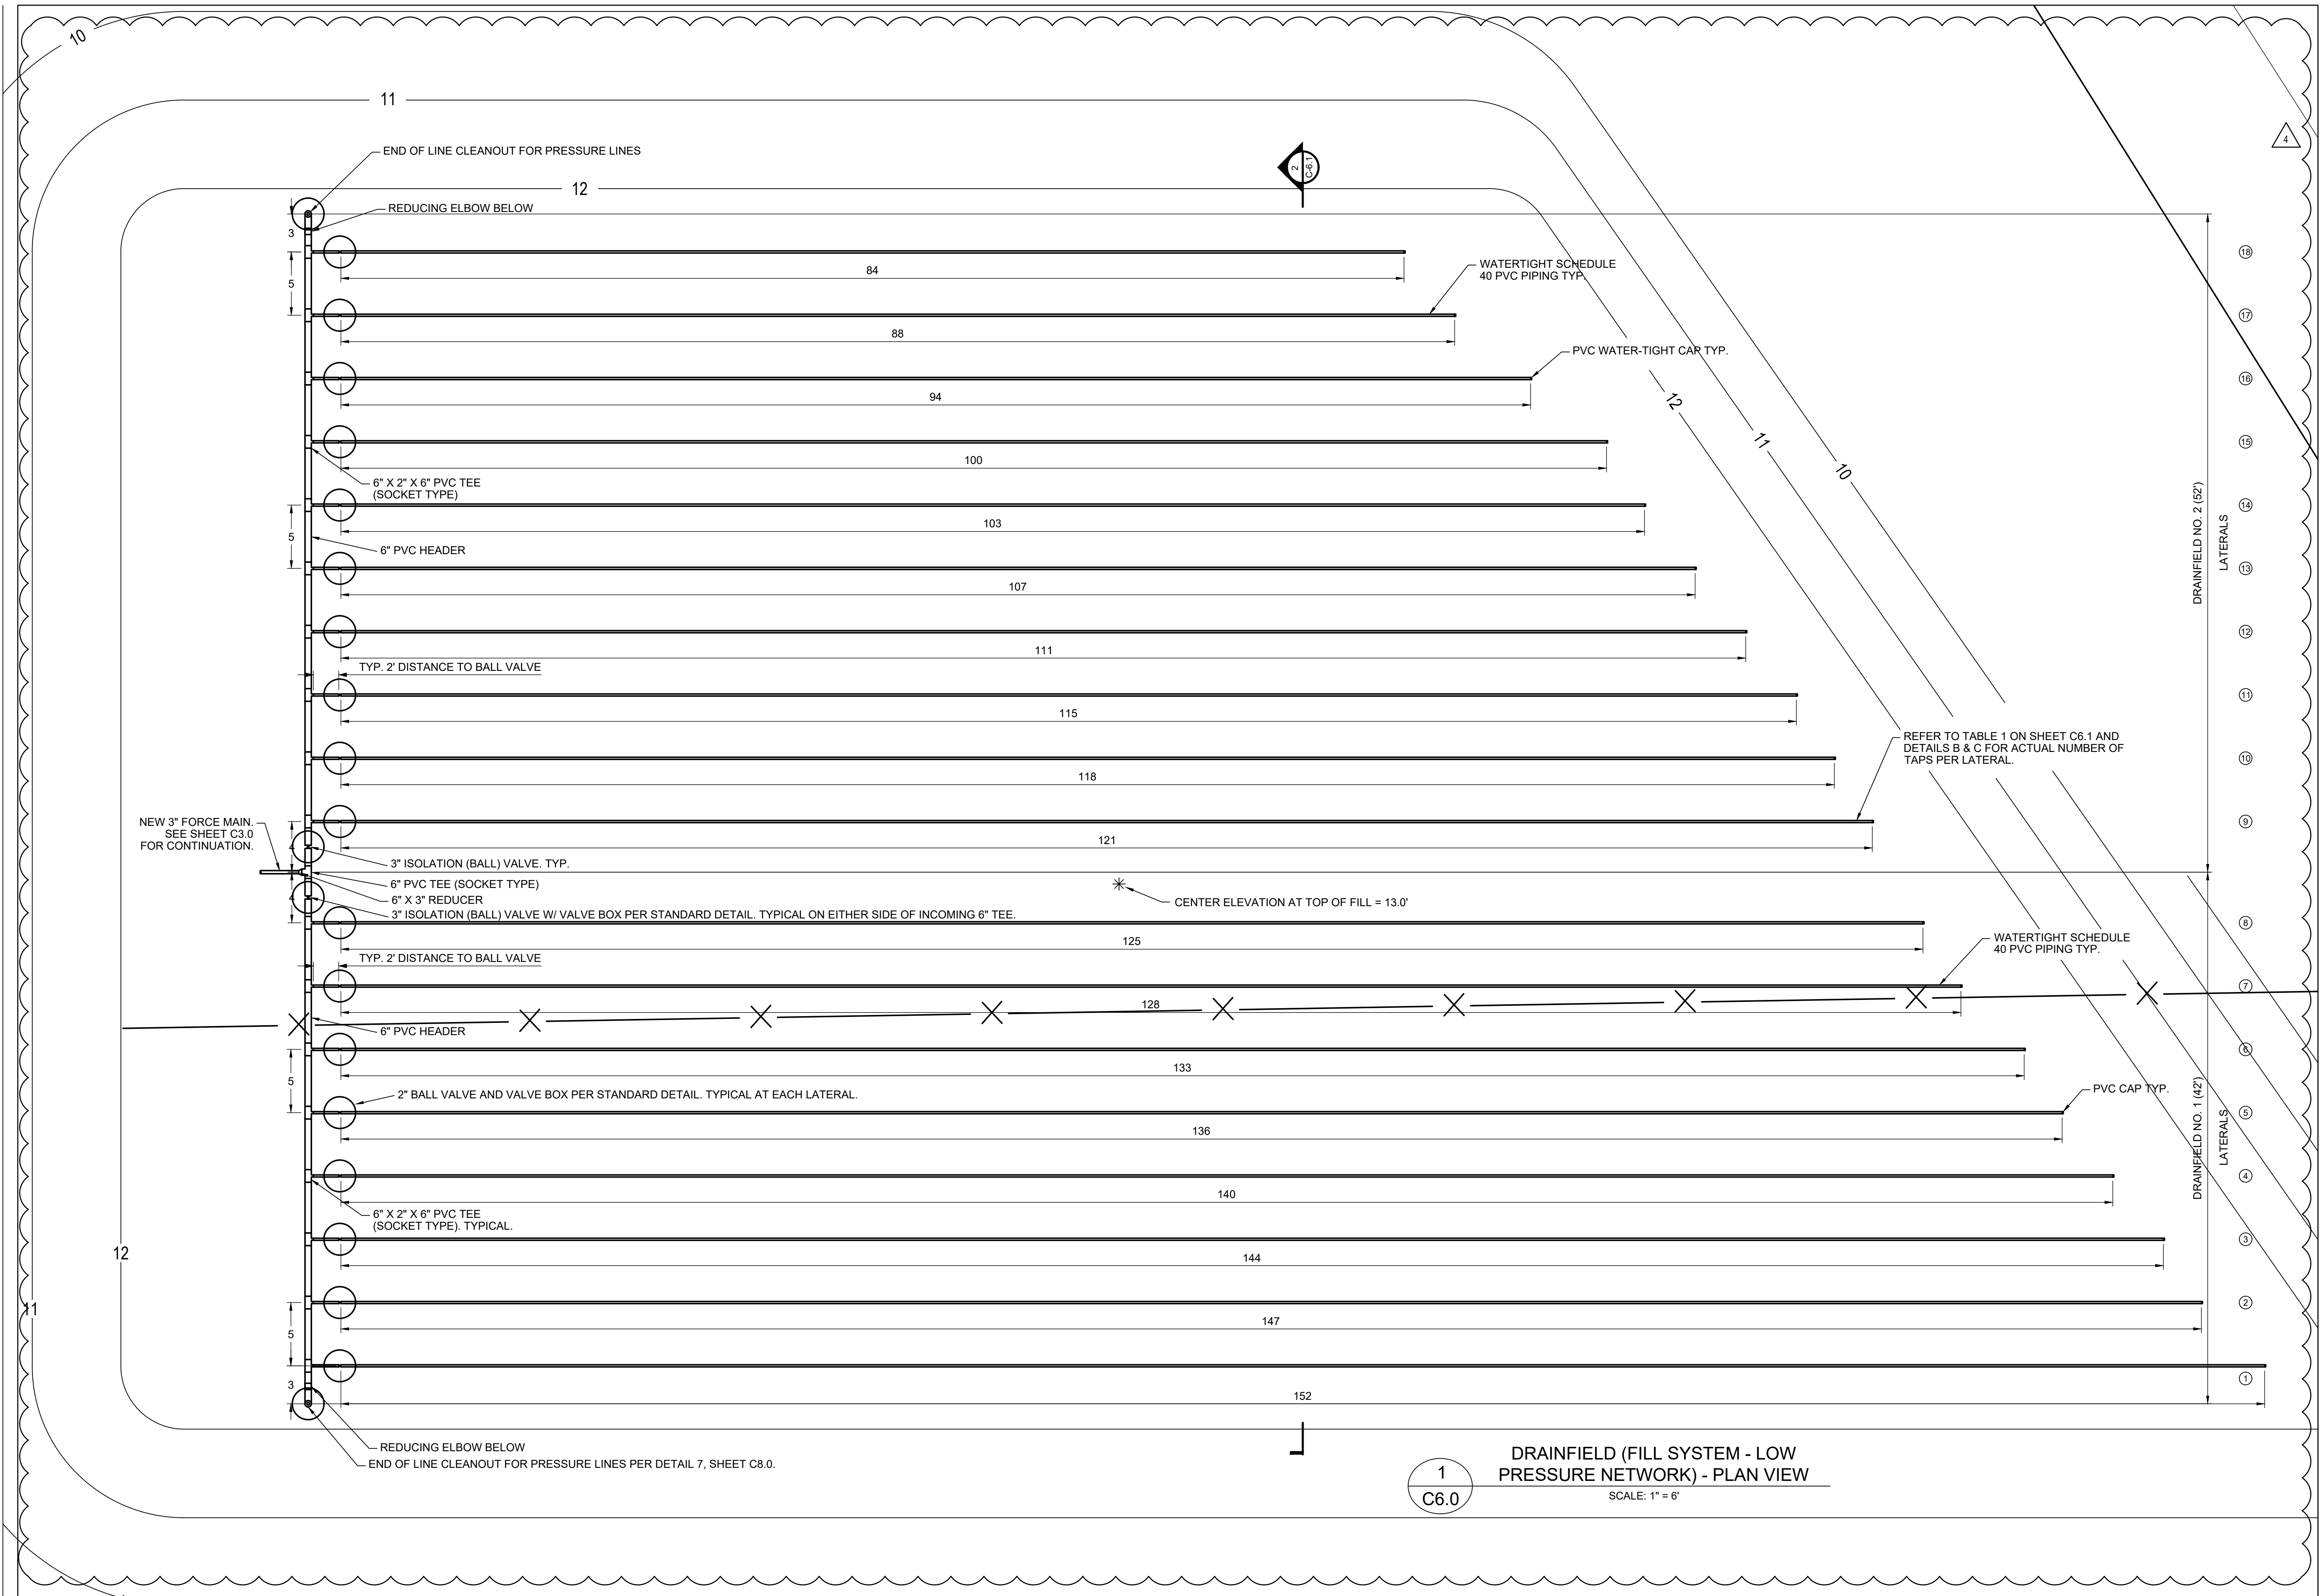 10
11
4
END OF LINE CLEANOUT FOR PRESSURE LINES
2
C-6.1
12
REDUCING ELBOW BELOW
3
18
84
WATERTIGHT SCHEDULE
40 PVC PIPING TYP.
5
17
88
PVC WATER-TIGHT CAP TYP.
16
94
12
11
10
15
100
6" X 2" X 6" PVC TEE
(SOCKET TYPE)
14
103
5
6" PVC HEADER
DRAINFIELD NO. 2 (52')
LATERALS
13
107
12
111
TYP. 2' DISTANCE TO BALL VALVE
11
115
REFER TO TABLE 1 ON SHEET C6.1 AND
DETAILS B & C FOR ACTUAL NUMBER OF
TAPS PER LATERAL.
10
118
NEW 3" FORCE MAIN.
SEE SHEET C3.0
FOR CONTINUATION.
9
121
4
3" ISOLATION (BALL) VALVE. TYP.
6" PVC TEE (SOCKET TYPE)
6" X 3" REDUCER
4
3" ISOLATION (BALL) VALVE W/ VALVE BOX PER STANDARD DETAIL. TYPICAL ON EITHER SIDE OF INCOMING 6" TEE.
CENTER ELEVATION AT TOP OF FILL = 13.0'
8
125
WATERTIGHT SCHEDULE
40 PVC PIPING TYP.
TYP. 2' DISTANCE TO BALL VALVE
7
128
6" PVC HEADER
6
133
5
2" BALL VALVE AND VALVE BOX PER STANDARD DETAIL. TYPICAL AT EACH LATERAL.
PVC CAP TYP.
DRAINFIELD NO. 1 (42')
LATERALS
5
136
4
140
6" X 2" X 6" PVC TEE
(SOCKET TYPE). TYPICAL.
3
144
12
11
2
147
5
1
3
152
REDUCING ELBOW BELOW
END OF LINE CLEANOUT FOR PRESSURE LINES PER DETAIL 7, SHEET C8.0.
1
C6.0
DRAINFIELD (FILL SYSTEM - LOW
PRESSURE NETWORK) - PLAN VIEW
SCALE: 1" = 6'